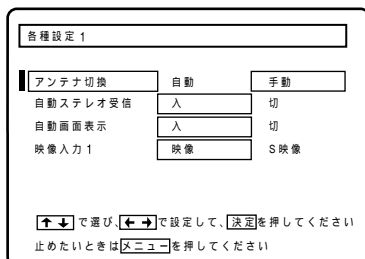 各種設定1
アンテナ切換 自動 手動
自動ステレオ受信 入 切
自動画面表示 入 切
映像入力1 映像 S映像
↑↓で選び、←→で設定して、決定を押してください
止めたいときはメニューを押してください